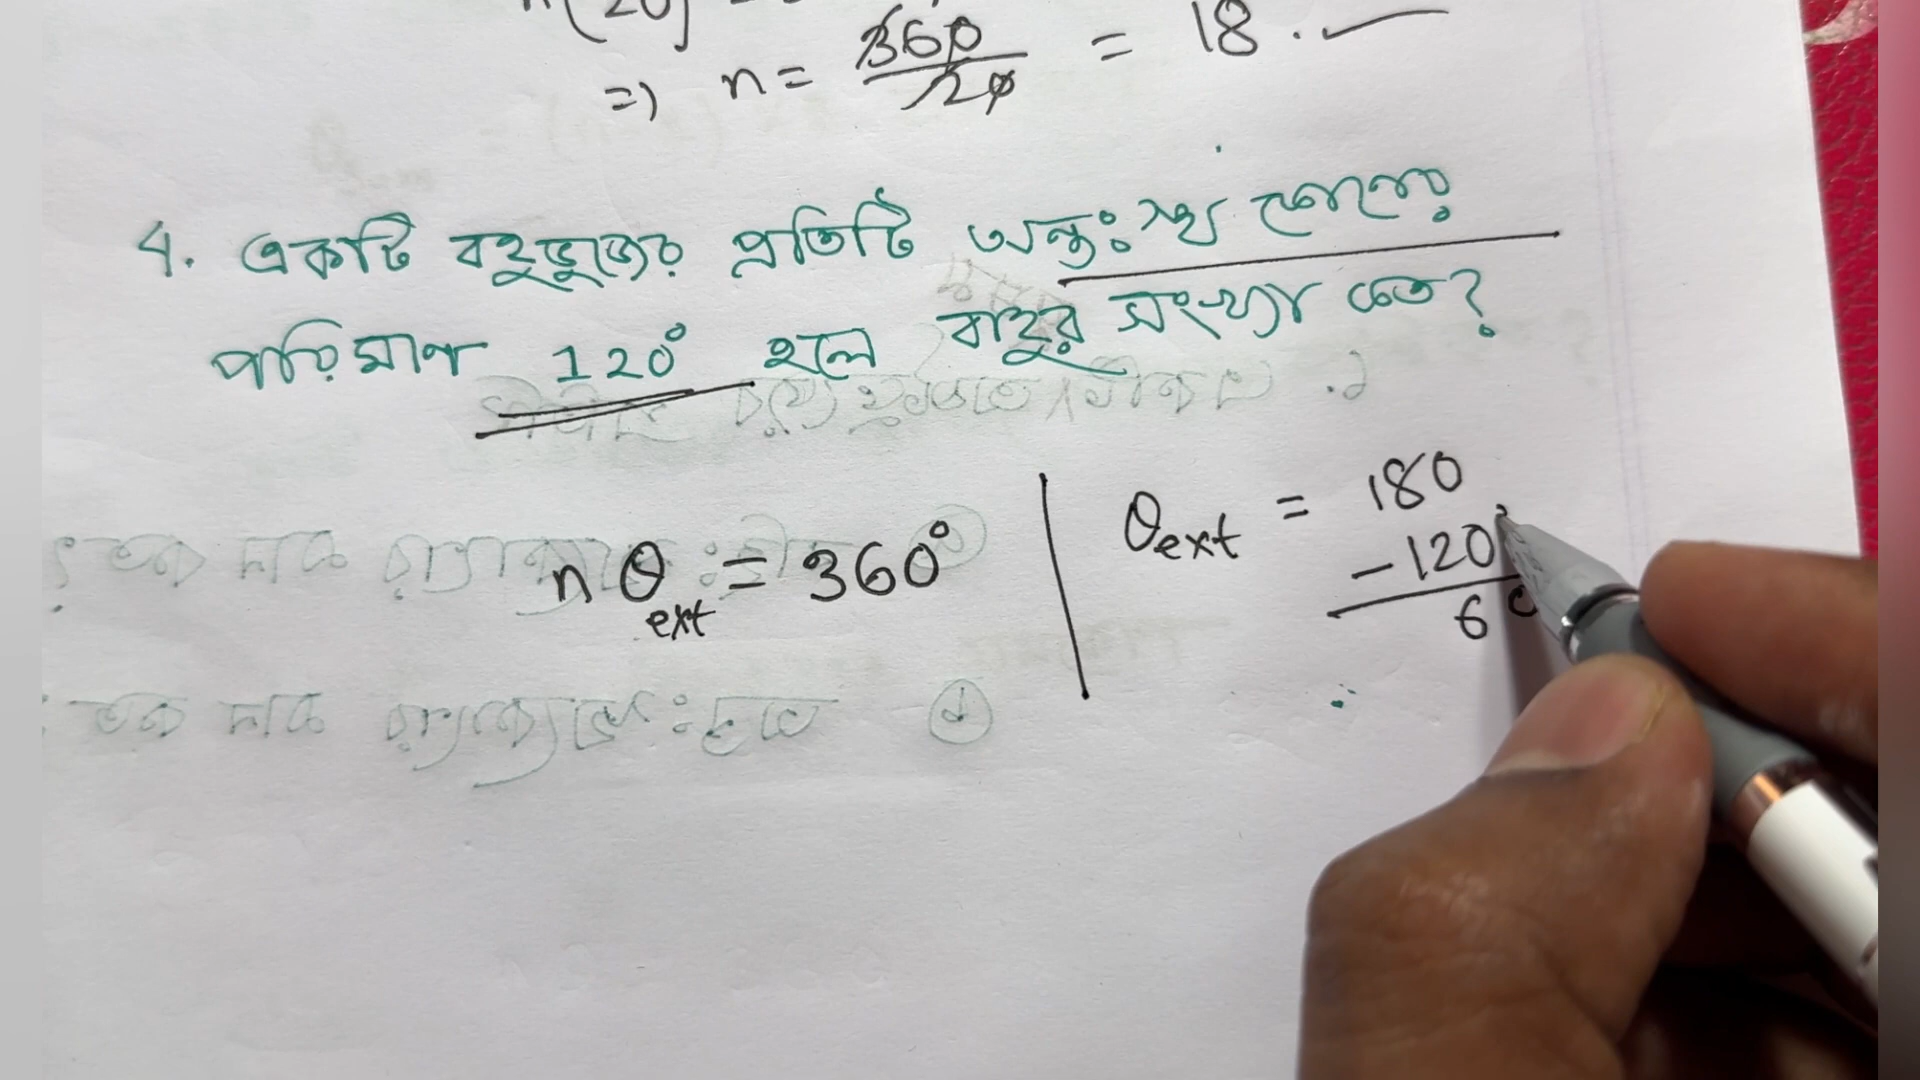 => n = 360/20 = 18.
4. একটি বহুভুজের প্রতিটি অন্তঃস্থ কোণের
পরিমাণ 120° হলে বাহুর সংখ্যা কত?
nθext = 360°
θext = 180
-120
60